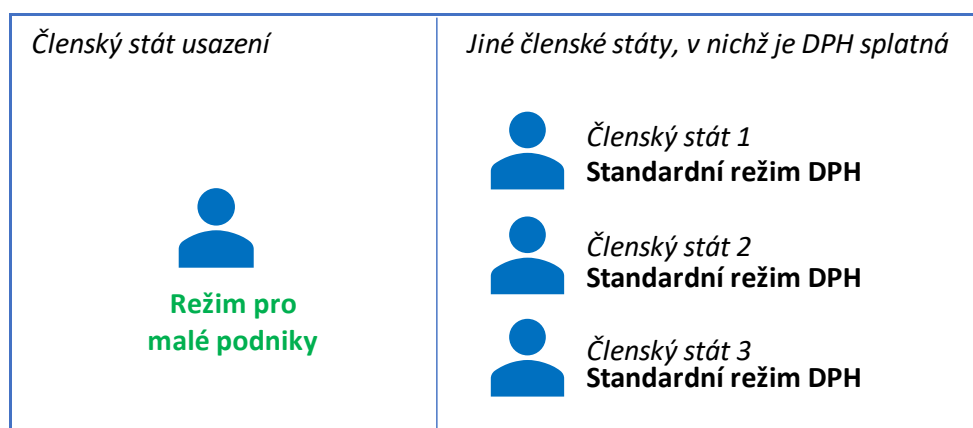 Členský stát usazení
Režim pro
malé podniky
Jiné členské státy, v nichž je DPH splatná
Členský stát 1
Standardní režim DPH
Členský stát 2
Standardní režim DPH
Členský stát 3
Standardní režim DPH